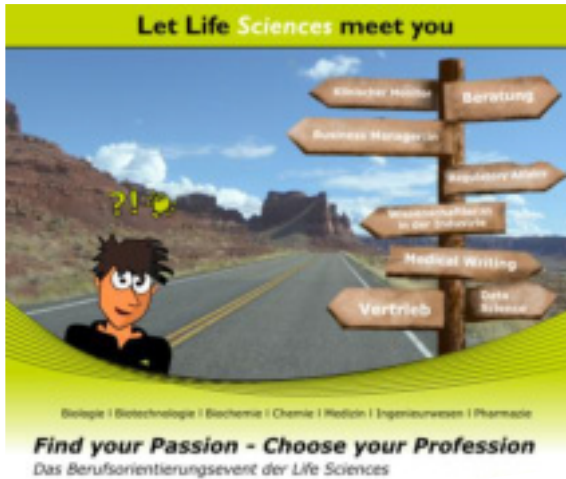 Let Life Sciences meet you
Klinischer Monitor
Beratung
Business Manager:in
Regulatory Affairs
Wissenschaftler:in
in der Industrie
Medical Writing
Vertrieb
Data
Science
?!
Biologie I Biotechnologie I Biochemie I Chemie I Medizin I Ingenieurwesen I Pharmazie
Find your Passion - Choose your Profession
Das Berufsorientierungsevent der Life Sciences